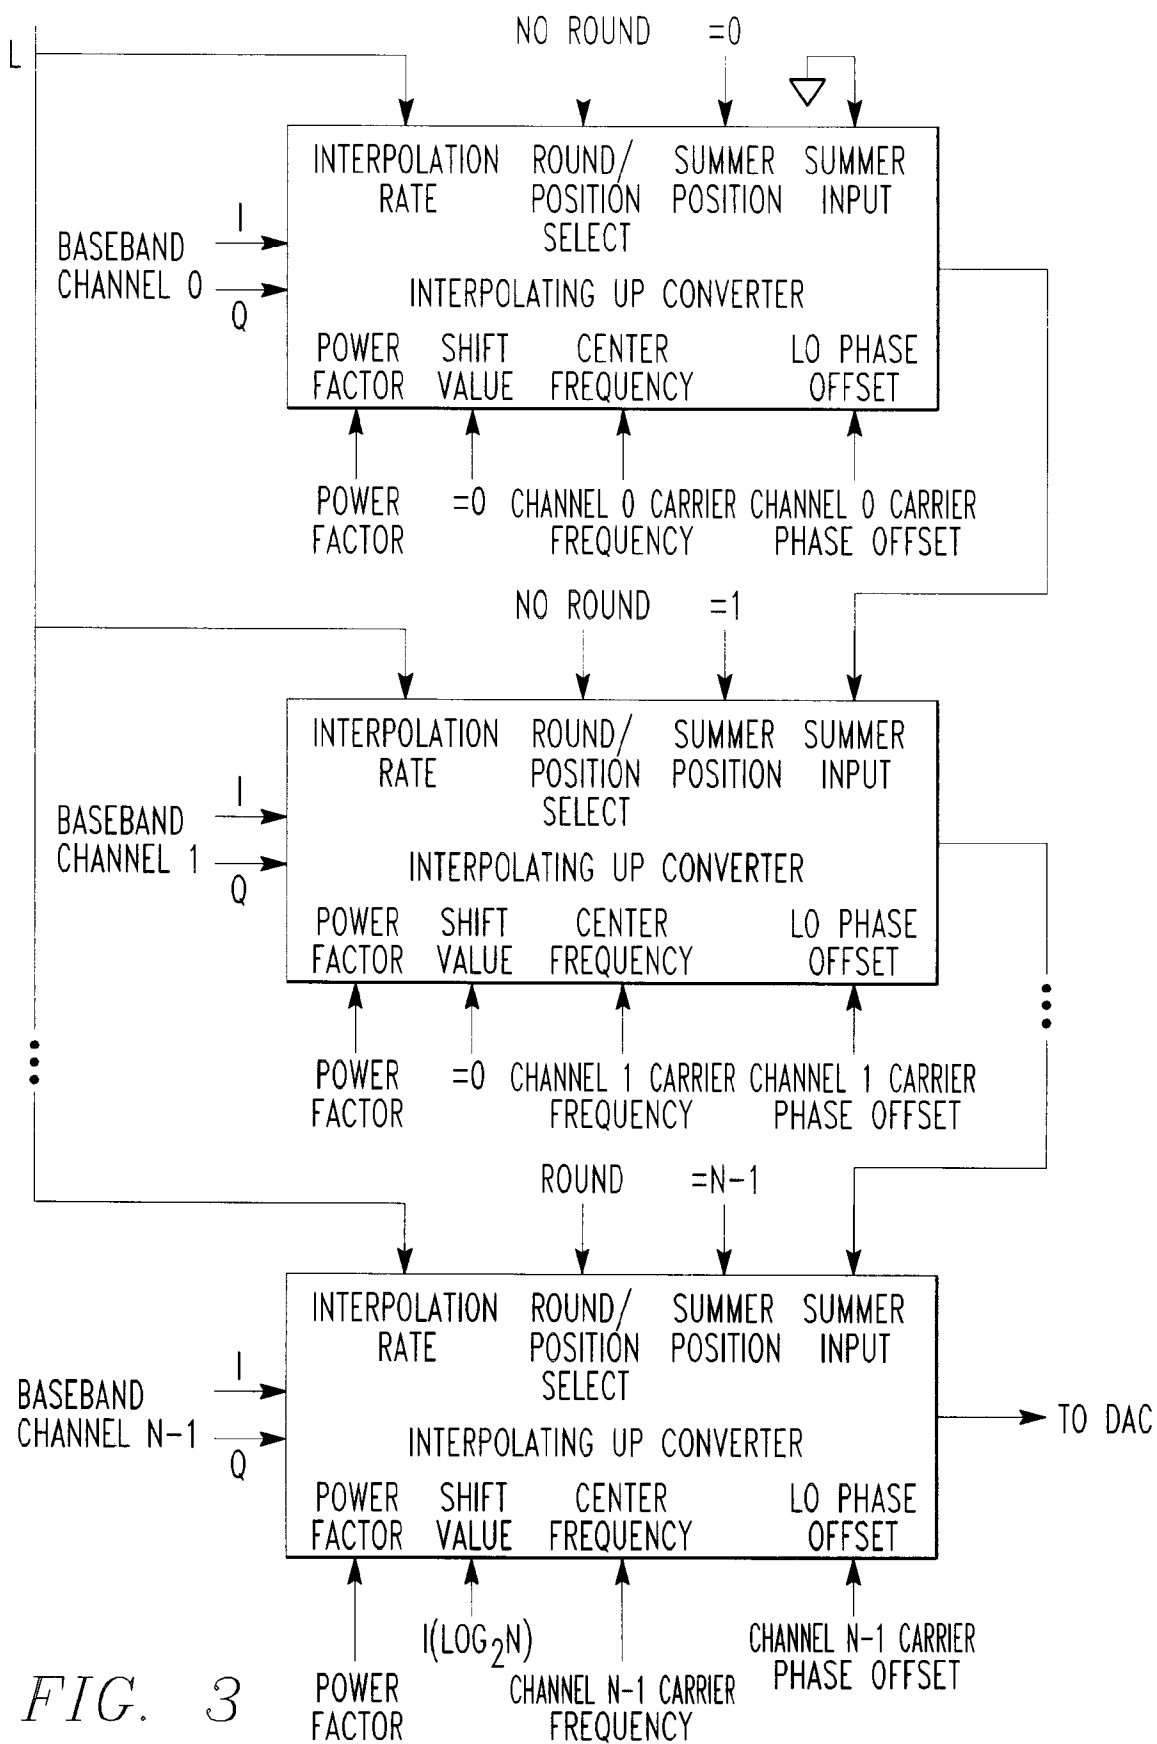 L
NO ROUND =0
INTERPOLATION RATE
ROUND/ POSITION SELECT
SUMMER POSITION
SUMMER INPUT
I
BASEBAND
CHANNEL 0
Q
INTERPOLATING UP CONVERTER
POWER FACTOR
SHIFT VALUE
CENTER FREQUENCY
LO PHASE OFFSET
POWER FACTOR
=0
CHANNEL 0 CARRIER FREQUENCY
CHANNEL 0 CARRIER PHASE OFFSET
NO ROUND =1
INTERPOLATION RATE
ROUND/ POSITION SELECT
SUMMER POSITION
SUMMER INPUT
I
BASEBAND
CHANNEL 1
Q
INTERPOLATING UP CONVERTER
POWER FACTOR
SHIFT VALUE
CENTER FREQUENCY
LO PHASE OFFSET
POWER FACTOR
=0
CHANNEL 1 CARRIER FREQUENCY
CHANNEL 1 CARRIER PHASE OFFSET
ROUND =N-1
INTERPOLATION RATE
ROUND/ POSITION SELECT
SUMMER POSITION
SUMMER INPUT
I
BASEBAND
CHANNEL N-1
Q
INTERPOLATING UP CONVERTER
TO DAC
POWER FACTOR
SHIFT VALUE
CENTER FREQUENCY
LO PHASE OFFSET
POWER FACTOR
I(LOG2N)
CHANNEL N-1 CARRIER FREQUENCY
CHANNEL N-1 CARRIER PHASE OFFSET
FIG. 3